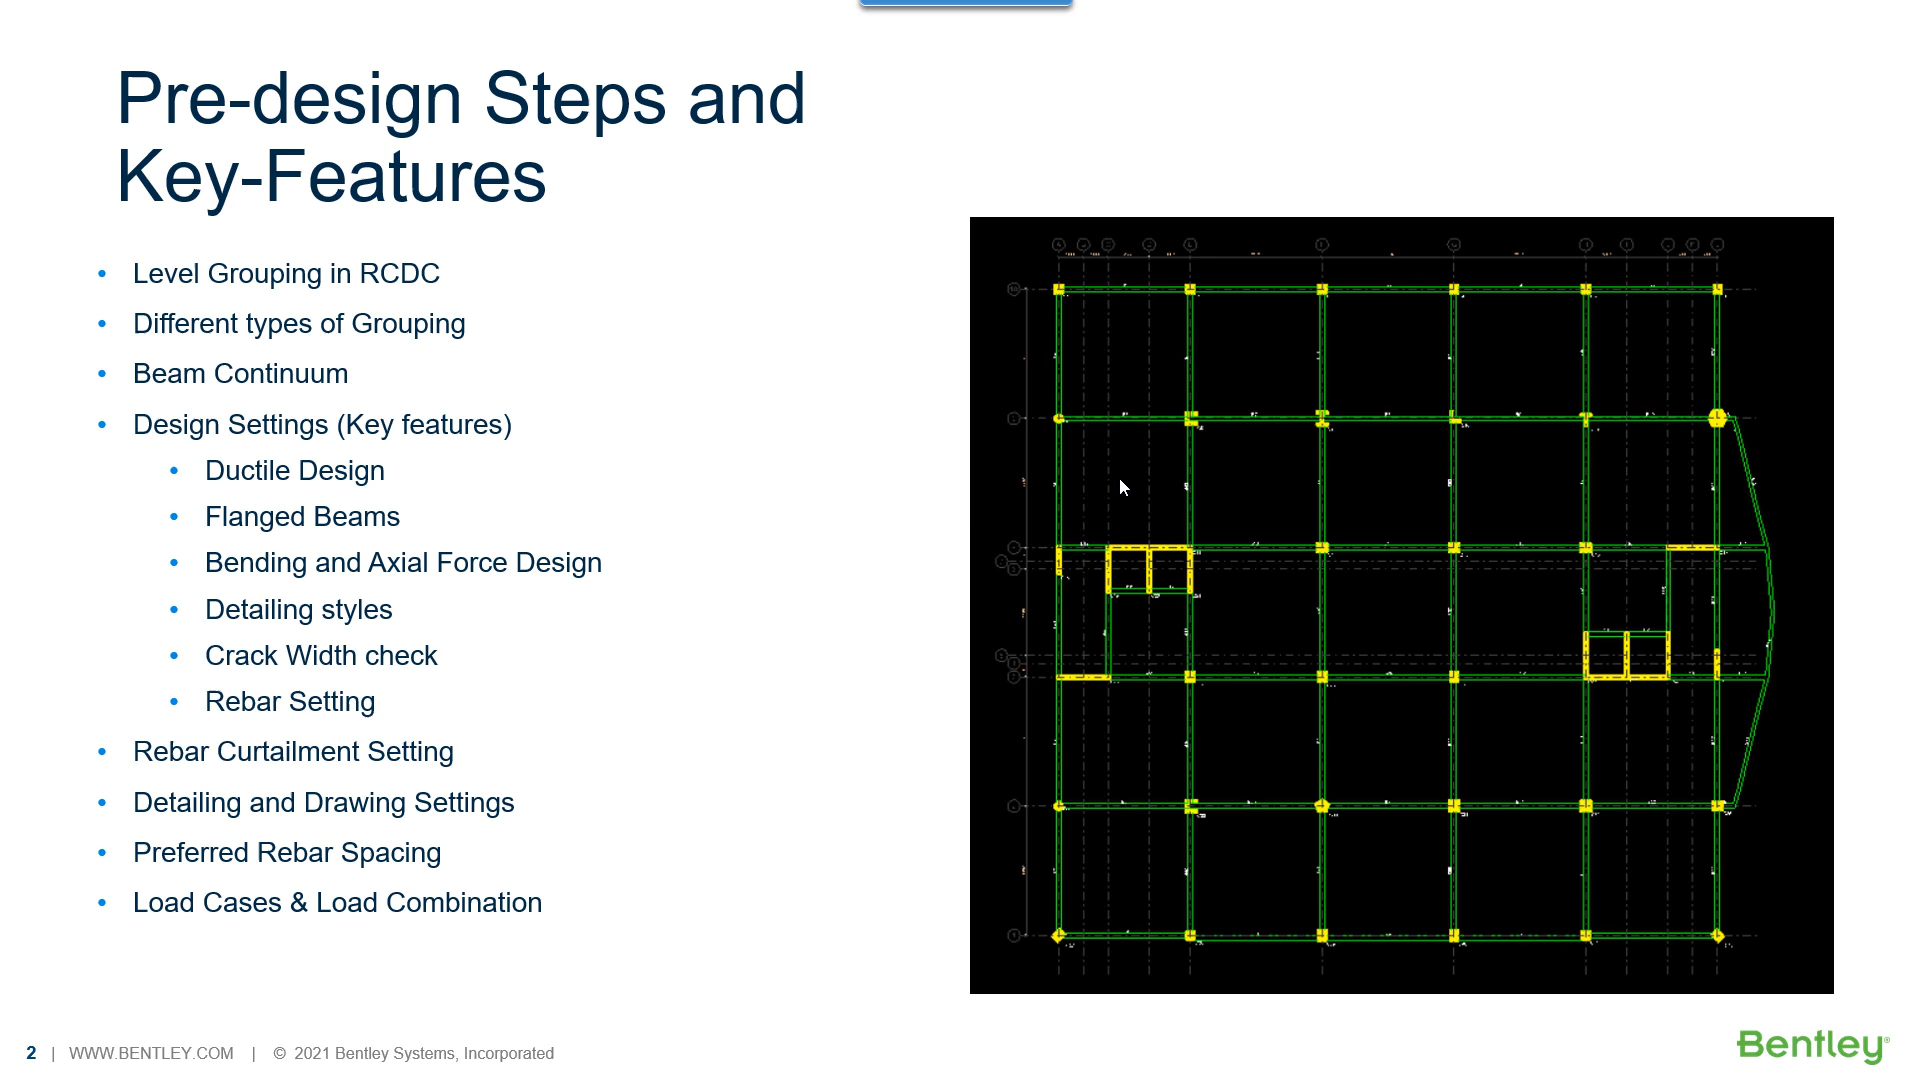 Pre-design Steps and
Key-Features
• Level Grouping in RCDC
• Different types of Grouping
• Beam Continuum
• Design Settings (Key features)
• Ductile Design
• Flanged Beams
• Bending and Axial Force Design
• Detailing styles
• Crack Width check
• Rebar Setting
• Rebar Curtailment Setting
• Detailing and Drawing Settings
• Preferred Rebar Spacing
• Load Cases & Load Combination
2 | WWW.BENTLEY.COM | © 2021 Bentley Systems, Incorporated
Bentley®